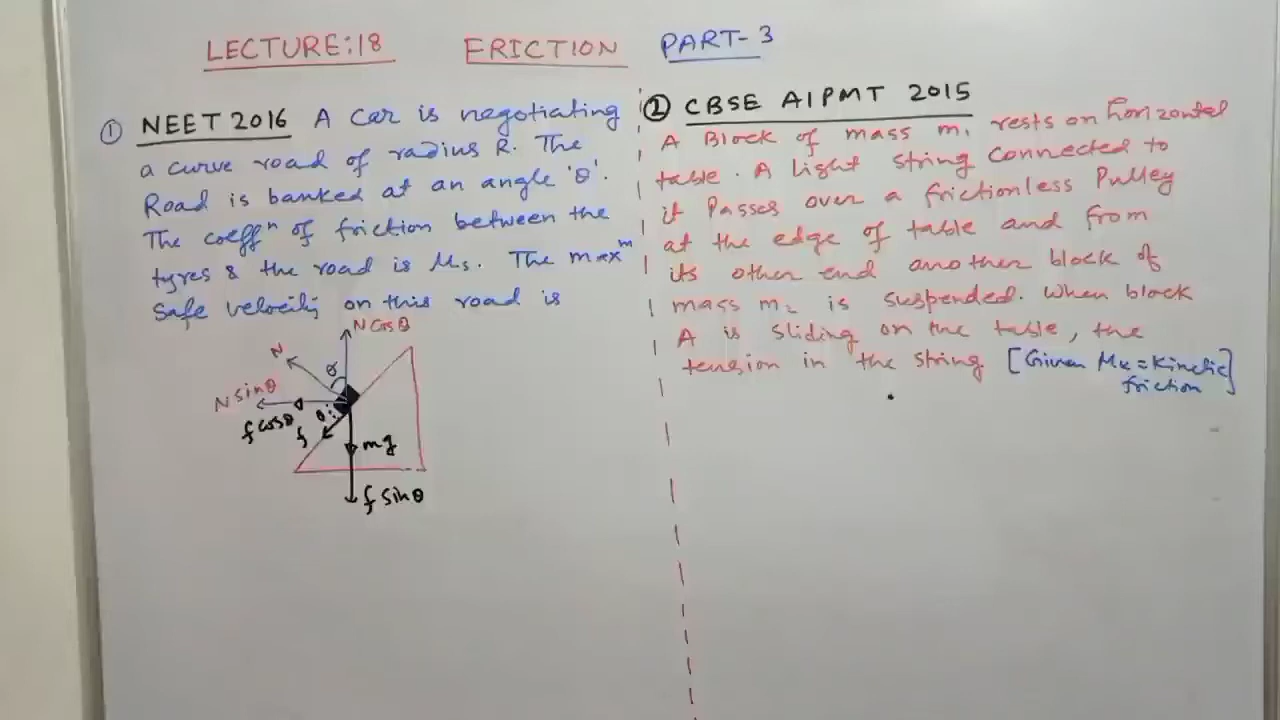 LECTURE:18 FRICTION PART-3
① NEET 2016 A car is negotiating
a curve road of radius R. The
Road is banked at an angle 'θ'.
The coeffⁿ of friction between the
tyres & the road is μs. The maxᵐ
safe velocity on this road is
N cosθ
N
θ
N sinθ
f cosθ
θ
f
mg
f sinθ
② CBSE AIPMT 2015
A Block of mass m₁ rests on horizontal
table. A light string connected to
it Passes over a frictionless Pulley
at the edge of table and from
its other end another block of
mass m₂ is suspended. When block
A is sliding on the table, the
tension in the string [Given μk = Kinetic
friction]